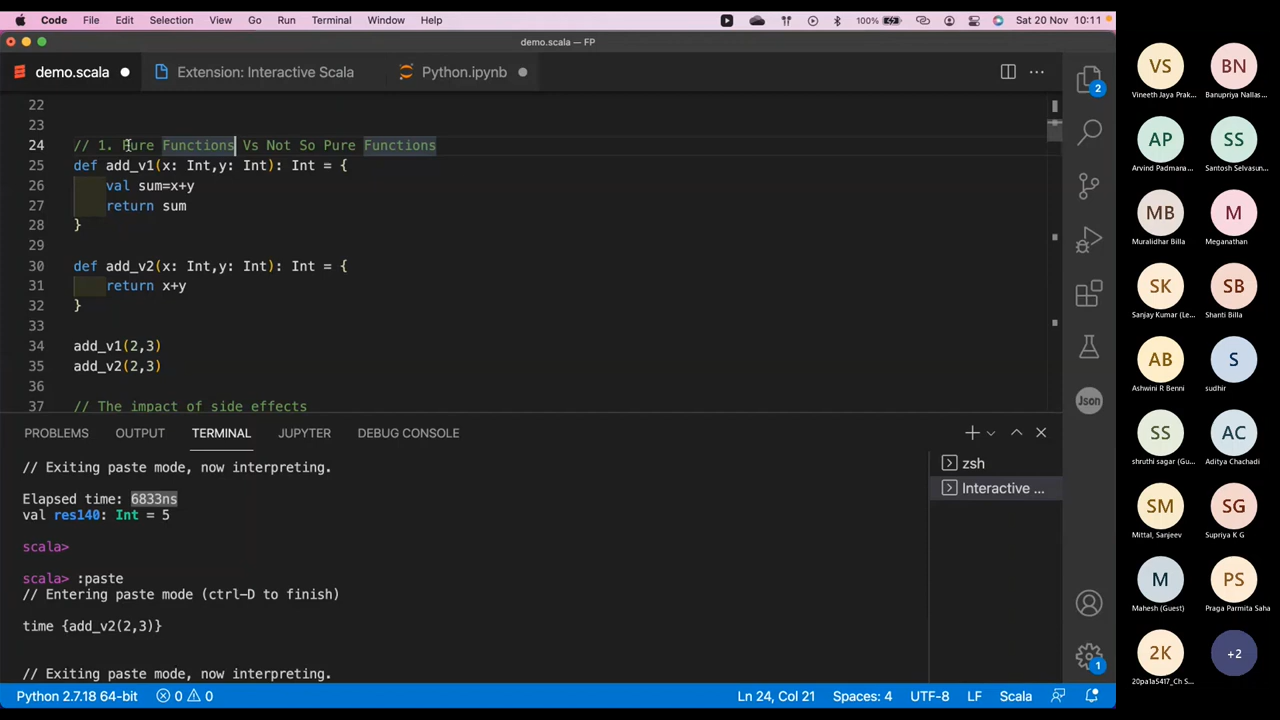 Code File Edit Selection View Go Run Terminal Window Help 100% Sat 20 Nov 10:11
demo.scala — FP
demo.scala Extension: Interactive Scala Python.ipynb
22
23
24 // 1. Pure Functions Vs Not So Pure Functions
25 def add_v1(x: Int,y: Int): Int = {
26 val sum=x+y
27 return sum
28 }
29
30 def add_v2(x: Int,y: Int): Int = {
31 return x+y
32 }
33
34 add_v1(2,3)
35 add_v2(2,3)
36
37 // The impact of side effects
PROBLEMS OUTPUT TERMINAL JUPYTER DEBUG CONSOLE
// Exiting paste mode, now interpreting.
Elapsed time: 6833ns
val res140: Int = 5
scala>
scala> :paste
// Entering paste mode (ctrl-D to finish)
time {add_v2(2,3)}
// Exiting paste mode, now interpreting.
zsh
Interactive ...
2
Json
1
Python 2.7.18 64-bit 0 0 Ln 24, Col 21 Spaces: 4 UTF-8 LF Scala
VS BN
Vineeth Jaya Prak... Banupriya Nallas...
AP SS
Arvind Padmana... Santosh Selvasun...
MB M
Muralidhar Billa Meganathan
SK SB
Sanjay Kumar (Le... Shanti Billa
AB S
Ashwini R Benni sudhir
SS AC
shruthi sagar (Gu... Aditya Chachadi
SM SG
Mittal, Sanjeev Supriya K G
M PS
Mahesh (Guest) Praga Parmita Saha
2K +2
20pa1a5417_Ch S...